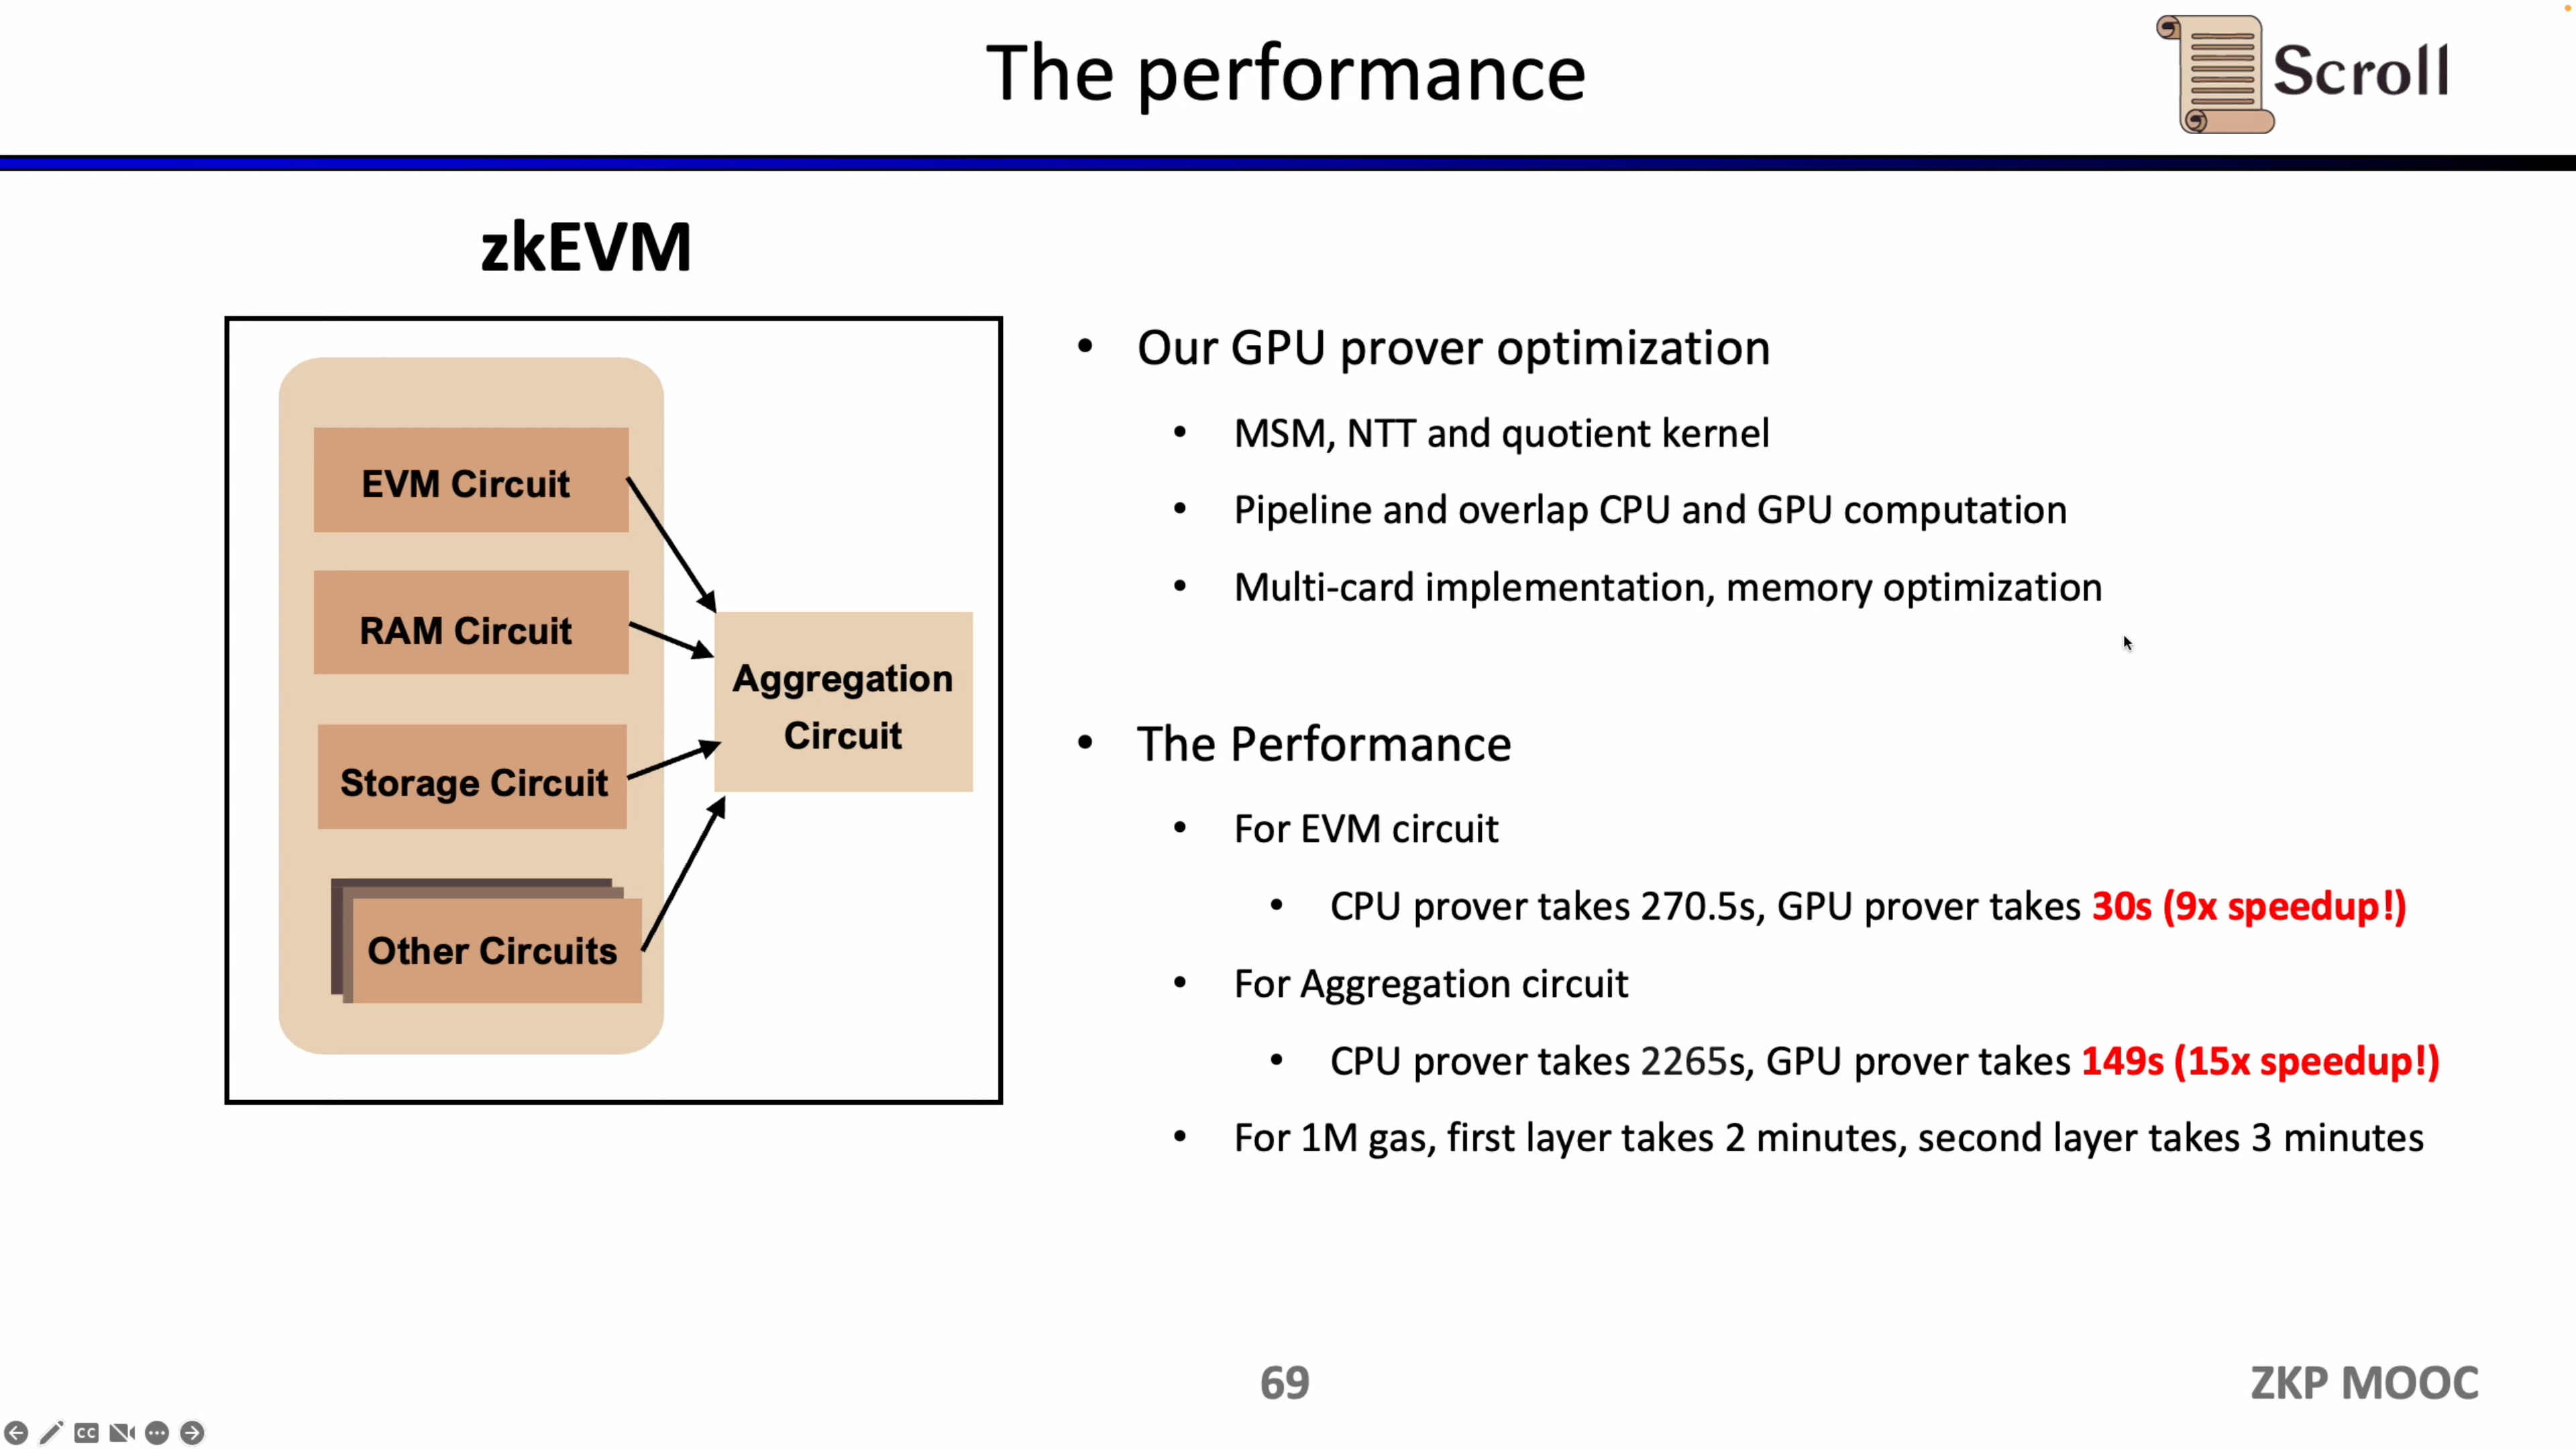 The performance
Scroll
zkEVM
EVM Circuit
RAM Circuit
Storage Circuit
Other Circuits
Aggregation
Circuit
• Our GPU prover optimization
• MSM, NTT and quotient kernel
• Pipeline and overlap CPU and GPU computation
• Multi-card implementation, memory optimization
• The Performance
• For EVM circuit
• CPU prover takes 270.5s, GPU prover takes 30s (9x speedup!)
• For Aggregation circuit
• CPU prover takes 2265s, GPU prover takes 149s (15x speedup!)
• For 1M gas, first layer takes 2 minutes, second layer takes 3 minutes
69
ZKP MOOC
CC